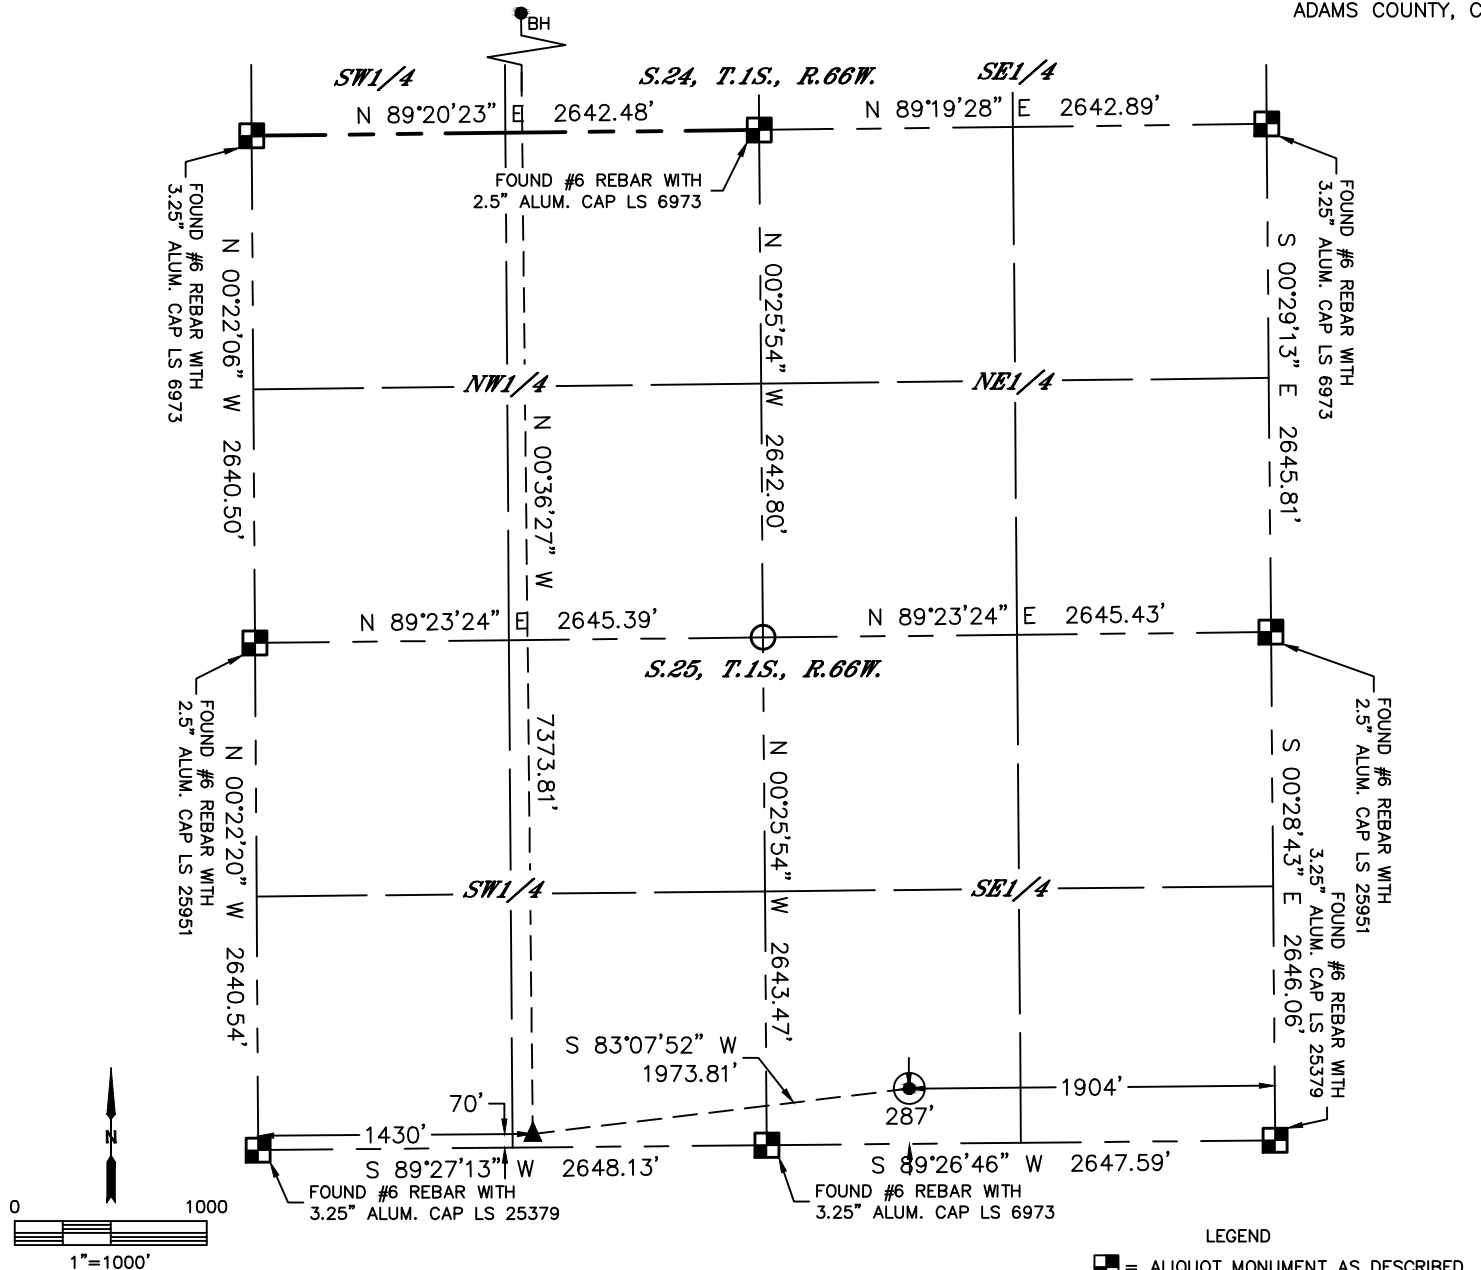 ADAMS COUNTY, C
BH
SW1/4
S.24, T.1S., R.66W.
SE1/4
N 89°20'23" E 2642.48'
N 89°19'28" E 2642.89'
FOUND #6 REBAR WITH
3.25" ALUM. CAP LS 6973
FOUND #6 REBAR WITH
2.5" ALUM. CAP LS 6973
FOUND #6 REBAR WITH
3.25" ALUM. CAP LS 6973
N 00°22'06" W 2640.50'
N 00°25'54" W 2642.80'
S 00°29'13" E 2645.81'
NW1/4
NE1/4
N 00°36'27" W
7373.81'
N 89°23'24" E 2645.39'
N 89°23'24" E 2645.43'
S.25, T.1S., R.66W.
FOUND #6 REBAR WITH
2.5" ALUM. CAP LS 25951
FOUND #6 REBAR WITH
2.5" ALUM. CAP LS 25951
N 00°22'20" W 2640.54'
N 00°25'54" W 2643.47'
S 00°28'43" E 2646.06'
SW1/4
SE1/4
FOUND #6 REBAR WITH
3.25" ALUM. CAP LS 25379
S 83°07'52" W
1973.81'
70'
1430'
287'
1904'
S 89°27'13" W 2648.13'
S 89°26'46" W 2647.59'
FOUND #6 REBAR WITH
3.25" ALUM. CAP LS 25379
FOUND #6 REBAR WITH
3.25" ALUM. CAP LS 6973
N
0 1000
1"=1000'
LEGEND
= ALIQUOT MONUMENT AS DESCRIBED